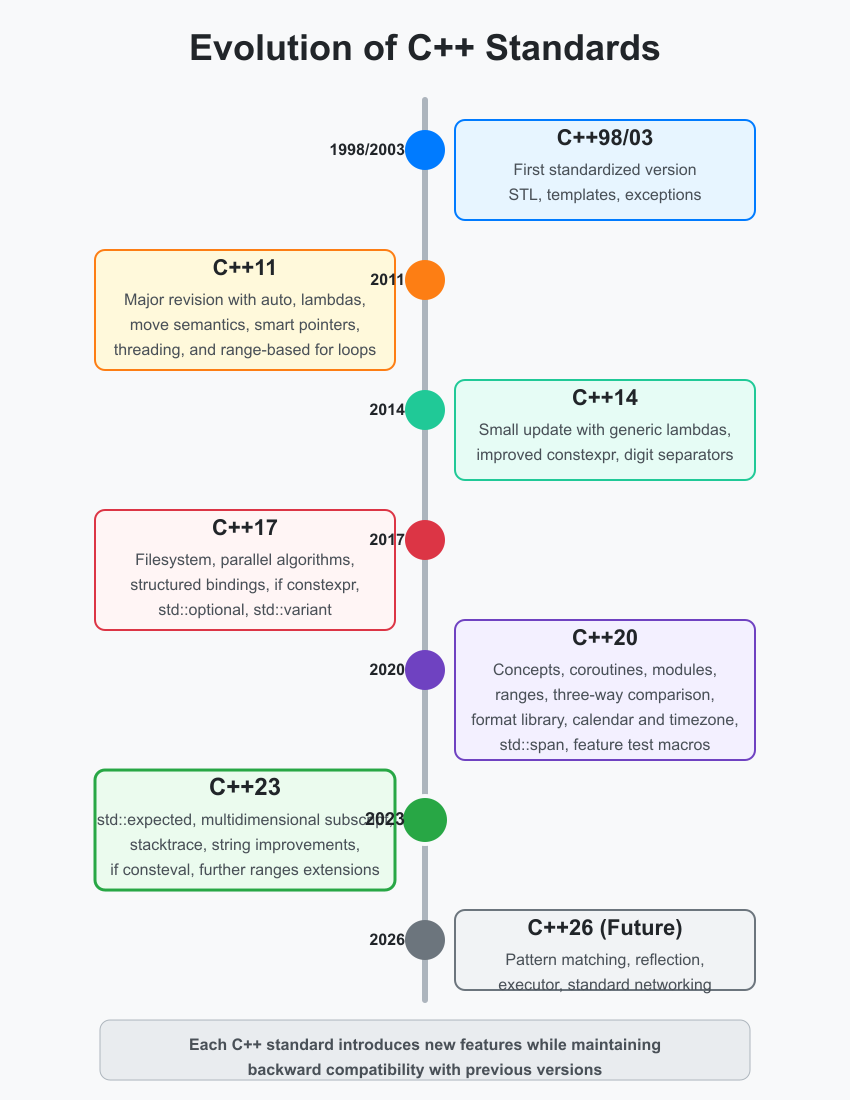 Evolution of C++ Standards
1998/2003
C++98/03
First standardized version
STL, templates, exceptions
C++11
2011
Major revision with auto, lambdas,
move semantics, smart pointers,
threading, and range-based for loops
2014
C++14
Small update with generic lambdas,
improved constexpr, digit separators
C++17
2017
Filesystem, parallel algorithms,
structured bindings, if constexpr,
std::optional, std::variant
2020
C++20
Concepts, coroutines, modules,
ranges, three-way comparison,
format library, calendar and timezone,
std::span, feature test macros
C++23
std::expected, multidimensional subscript,
2023
stacktrace, string improvements,
if consteval, further ranges extensions
2026
C++26 (Future)
Pattern matching, reflection,
executor, standard networking
Each C++ standard introduces new features while maintaining
backward compatibility with previous versions